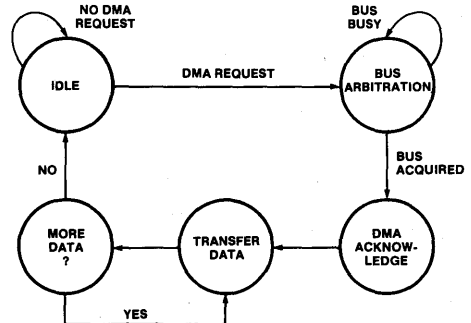 NO DMA
REQUEST
BUS
BUSY
IDLE
DMA REQUEST
BUS
ARBITRATION
NO
BUS
ACQUIRED
MORE
DATA
?
TRANSFER
DATA
DMA
ACKNOW-
LEDGE
YES